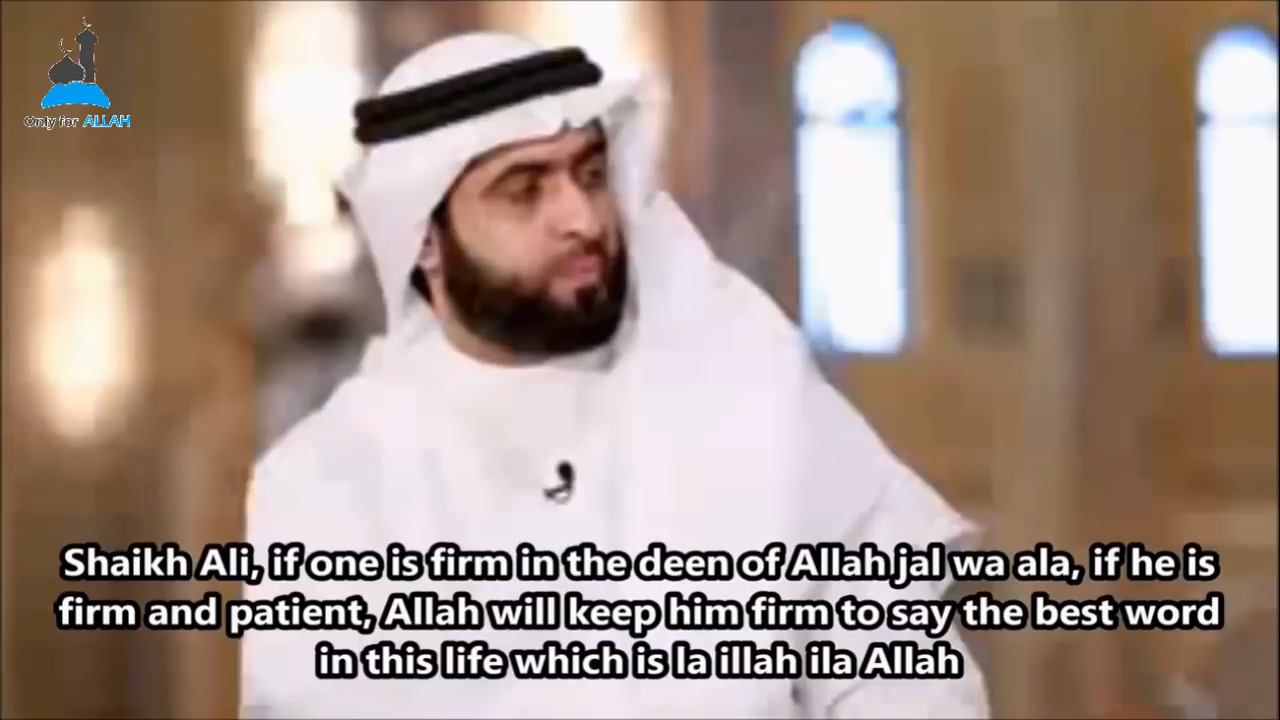 Only for ALLAH
Shaikh Ali, if one is firm in the deen of Allah jal wa ala, if he is
firm and patient, Allah will keep him firm to say the best word
in this life which is la illah ila Allah